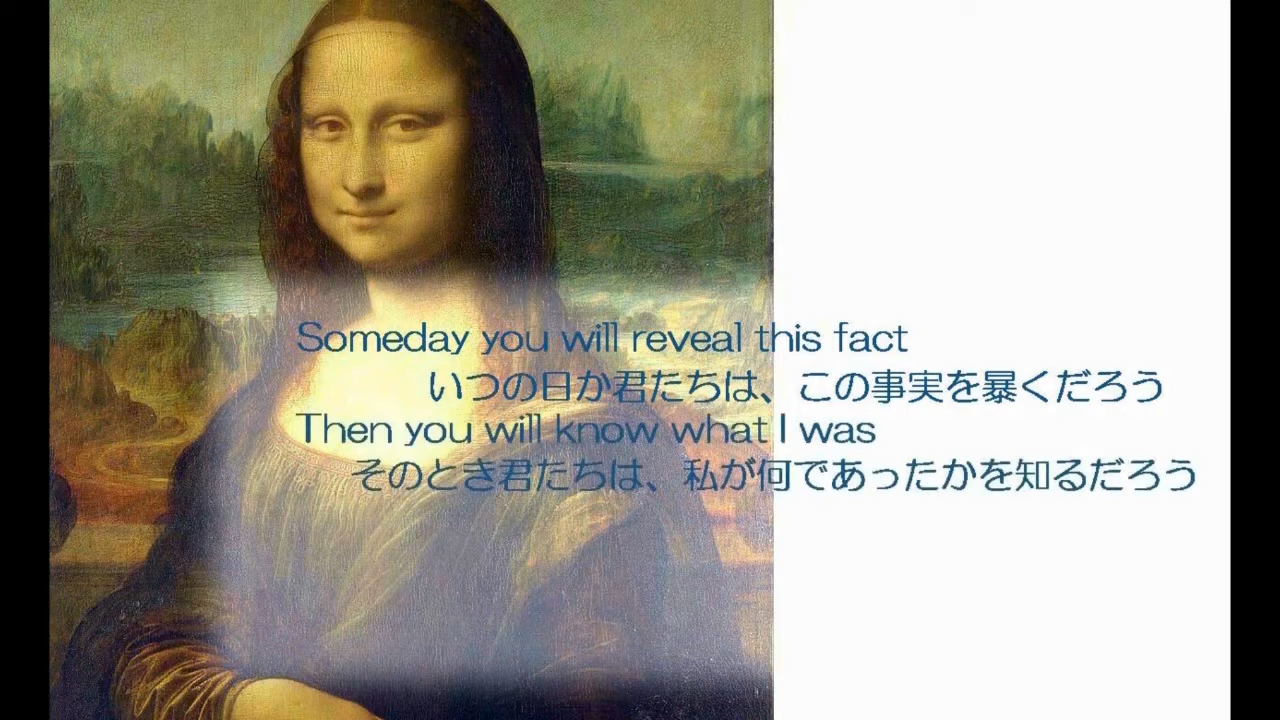 Someday you will reveal this fact
いつの日か君たちは、この事実を暴くだろう
Then you will know what I was
そのとき君たちは、私が何であったかを知るだろう